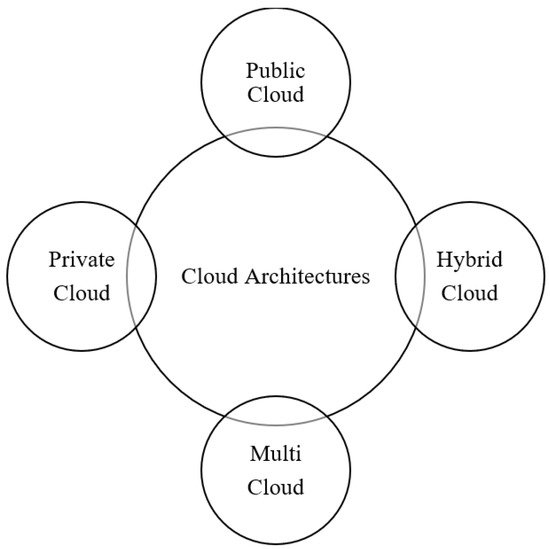 Public
Cloud
Private
Cloud
Cloud Architectures
Hybrid
Cloud
Multi
Cloud